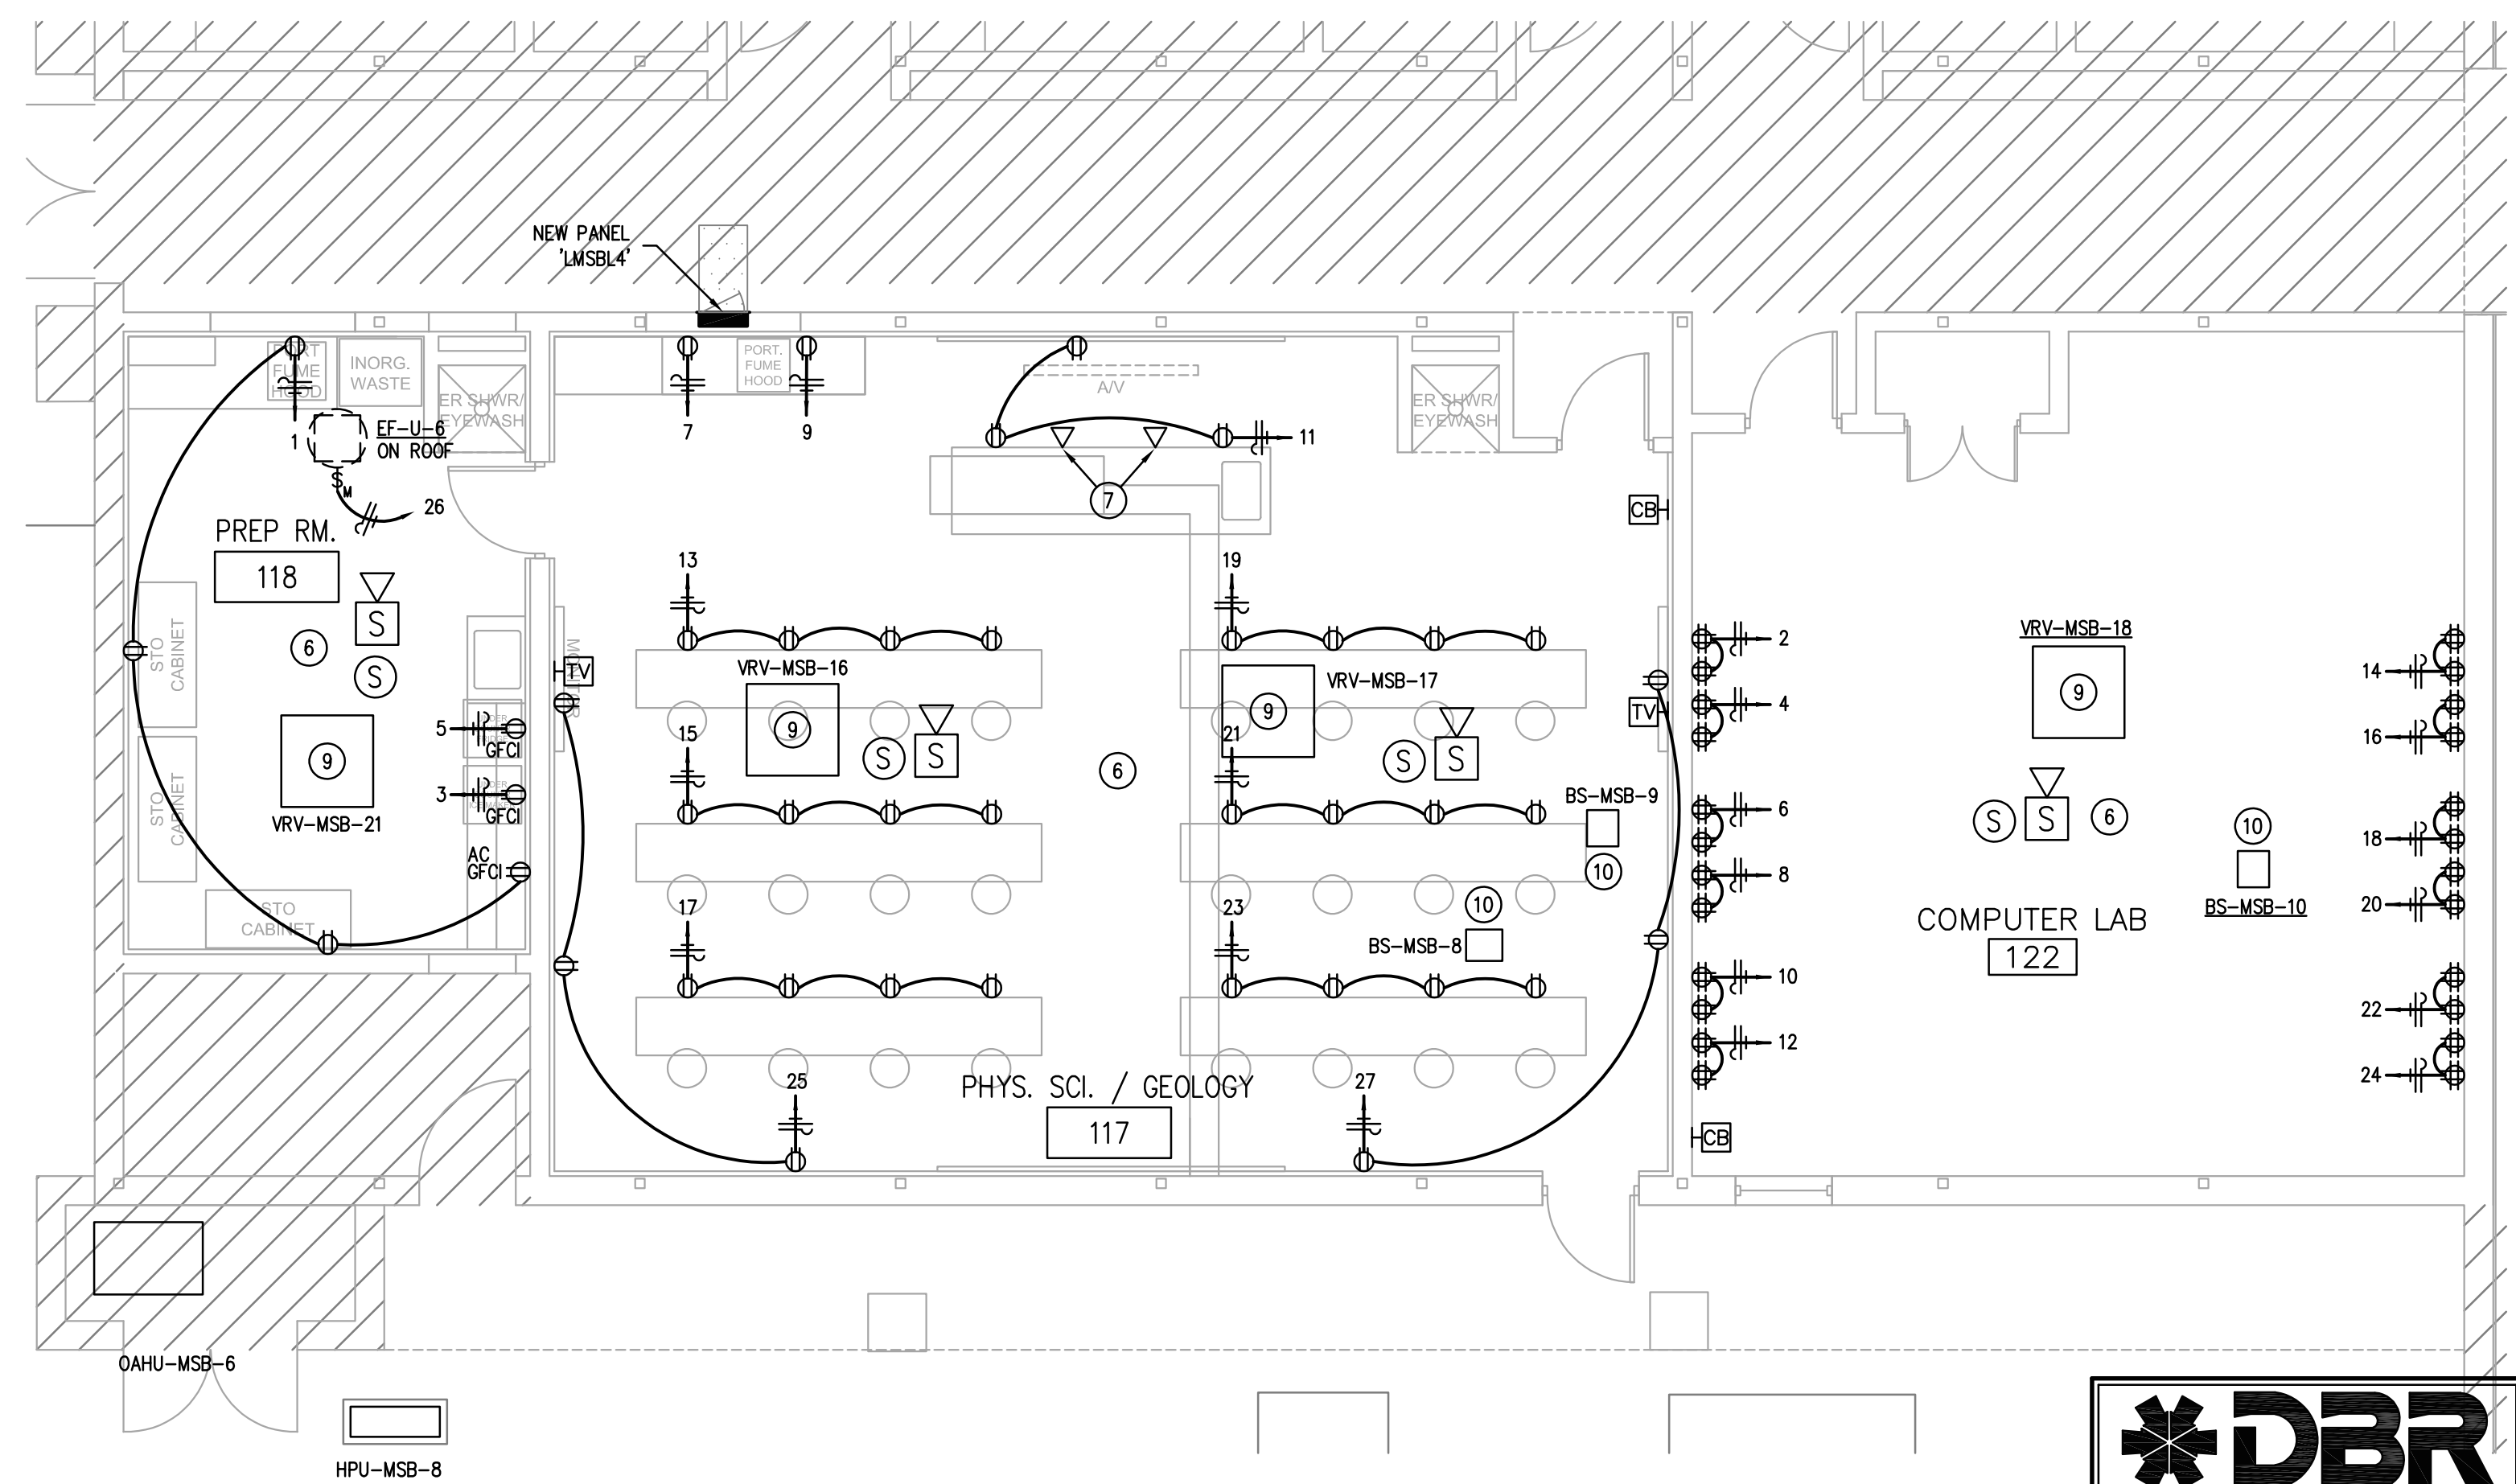 NEW PANEL
'LMSBL4'
PORT
FUME
HOOD
INORG.
WASTE
ER SHWR/
EYEWASH
PORT.
FUME
HOOD
A/V
ER SHWR/
EYEWASH
1
EF-U-6
ON ROOF
7
9
11
S M
26
7
CB
PREP RM.
118
13
19
S
6
S
STO
CABINET
MONITOR
TV
VRV-MSB-16
9
VRV-MSB-17
9
TV
2
4
VRV-MSB-18
9
14
16
5
GFCI
3
GFCI
9
VRV-MSB-21
STO
CABINET
AC
GFCI
STO
CABINET
15
S
S
6
21
S
S
BS-MSB-9
10
6
8
S
S
6
10
BS-MSB-10
18
20
COMPUTER LAB
122
17
23
10
BS-MSB-8
10
12
22
24
25
PHYS. SCI. / GEOLOGY
117
27
CB
OAHU-MSB-6
HPU-MSB-8
DBR